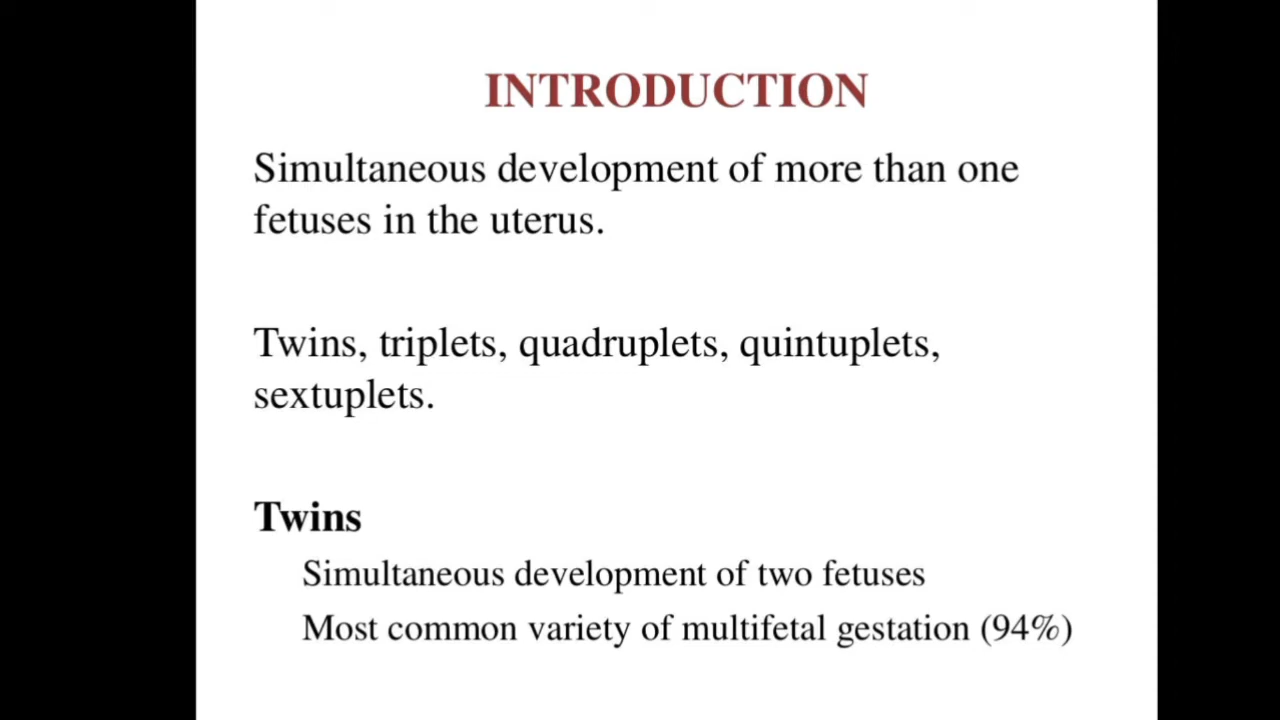 INTRODUCTION
Simultaneous development of more than one
fetuses in the uterus.
Twins, triplets, quadruplets, quintuplets,
sextuplets.
Twins
Simultaneous development of two fetuses
Most common variety of multifetal gestation (94%)